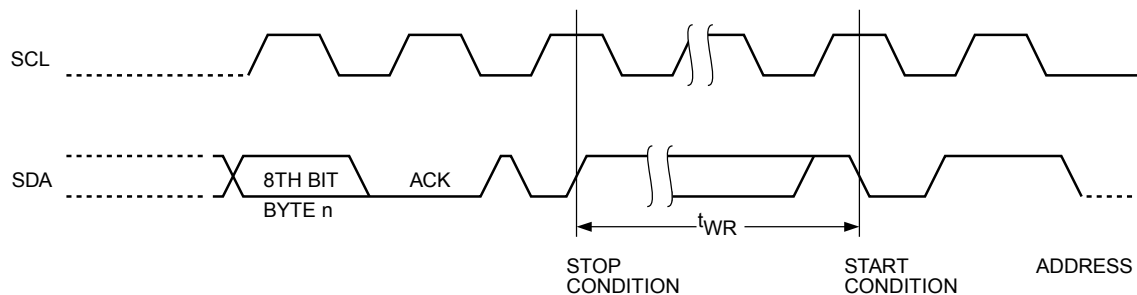 SCL
SDA
8TH BIT
ACK
BYTE n
tWR
STOP
CONDITION
START
CONDITION
ADDRESS